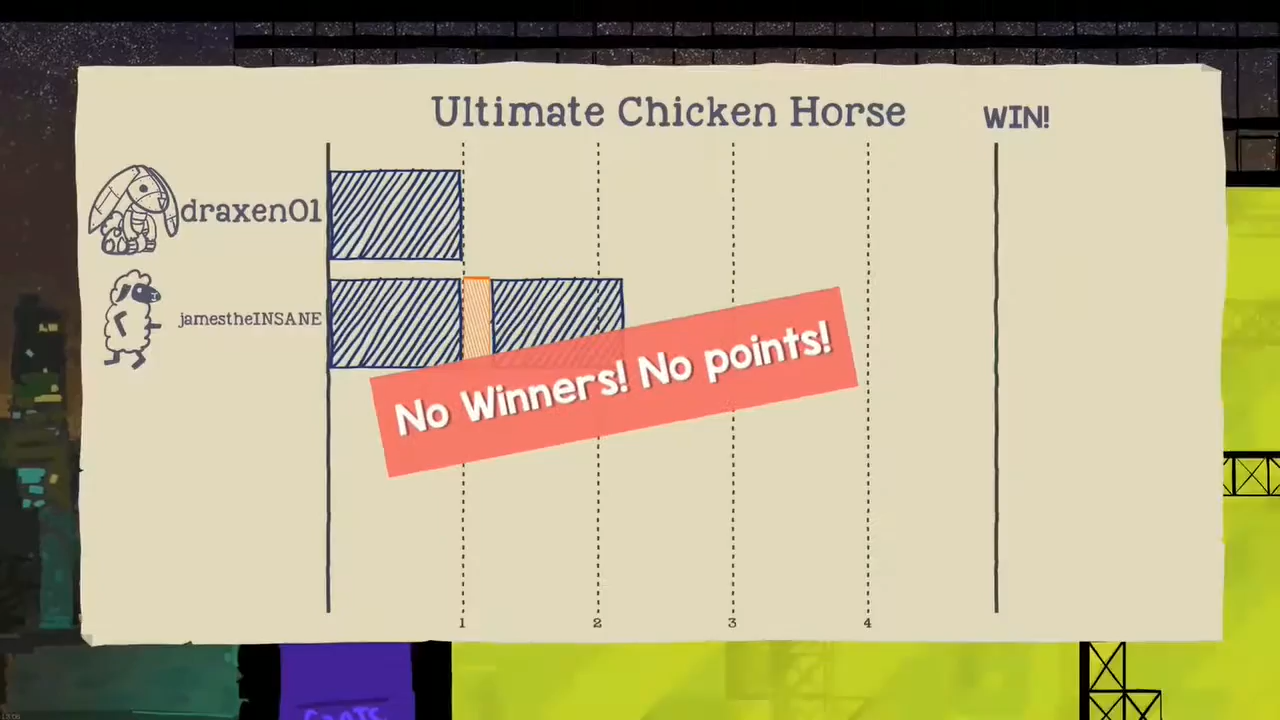 Ultimate Chicken Horse
WIN!
draxen01
jamestheINSANE
No Winners! No points!
1 2 3 4